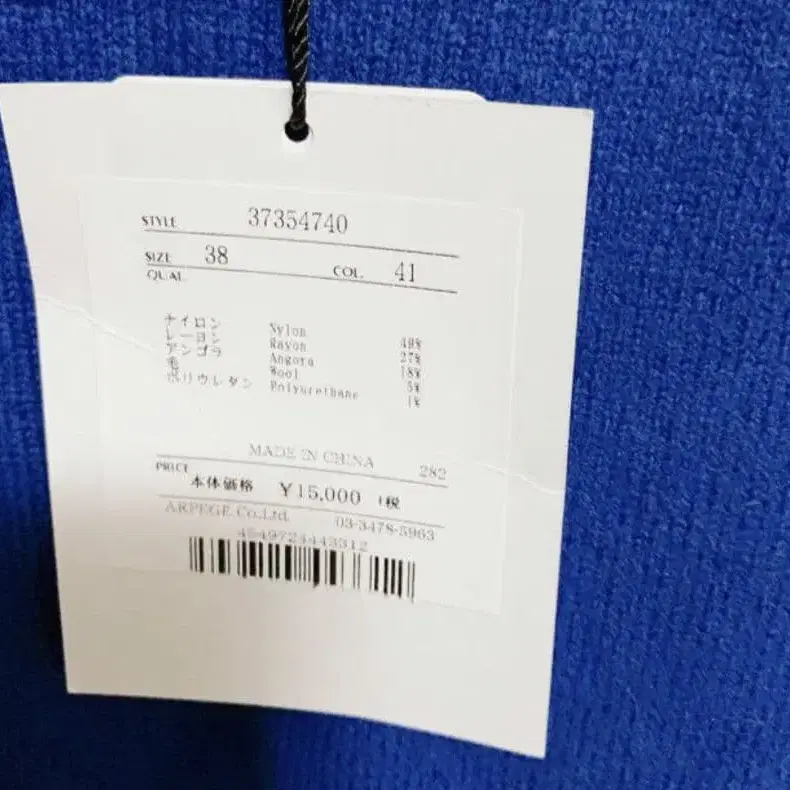 STYLE 37354740
SIZE 38
QUAL. COL. 41
ナイロン Nylon 49%
レーヨン Rayon 27%
アンゴラ Angora 18%
毛 Wool 5%
ポリウレタン Polyurethane 1%
MADE IN CHINA 282
PRICE 本体価格 ¥15,000 +税
ARPEGE Co.,Ltd. 03-3478-5963
4549724443312